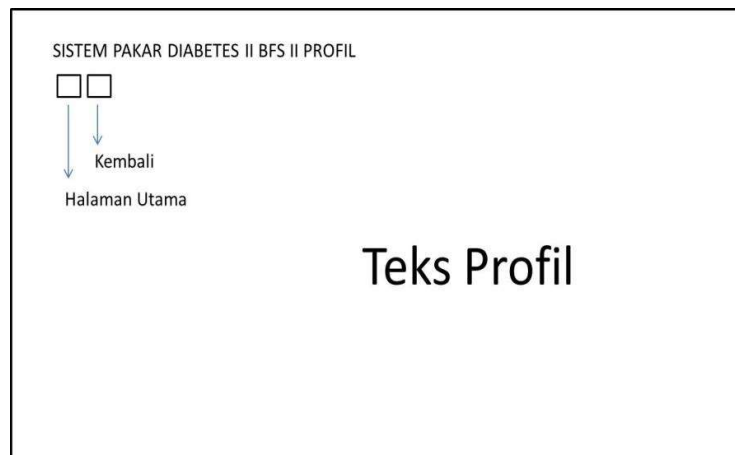 SISTEM PAKAR DIABETES II BFS II PROFIL
Kembali
Halaman Utama
Teks Profil